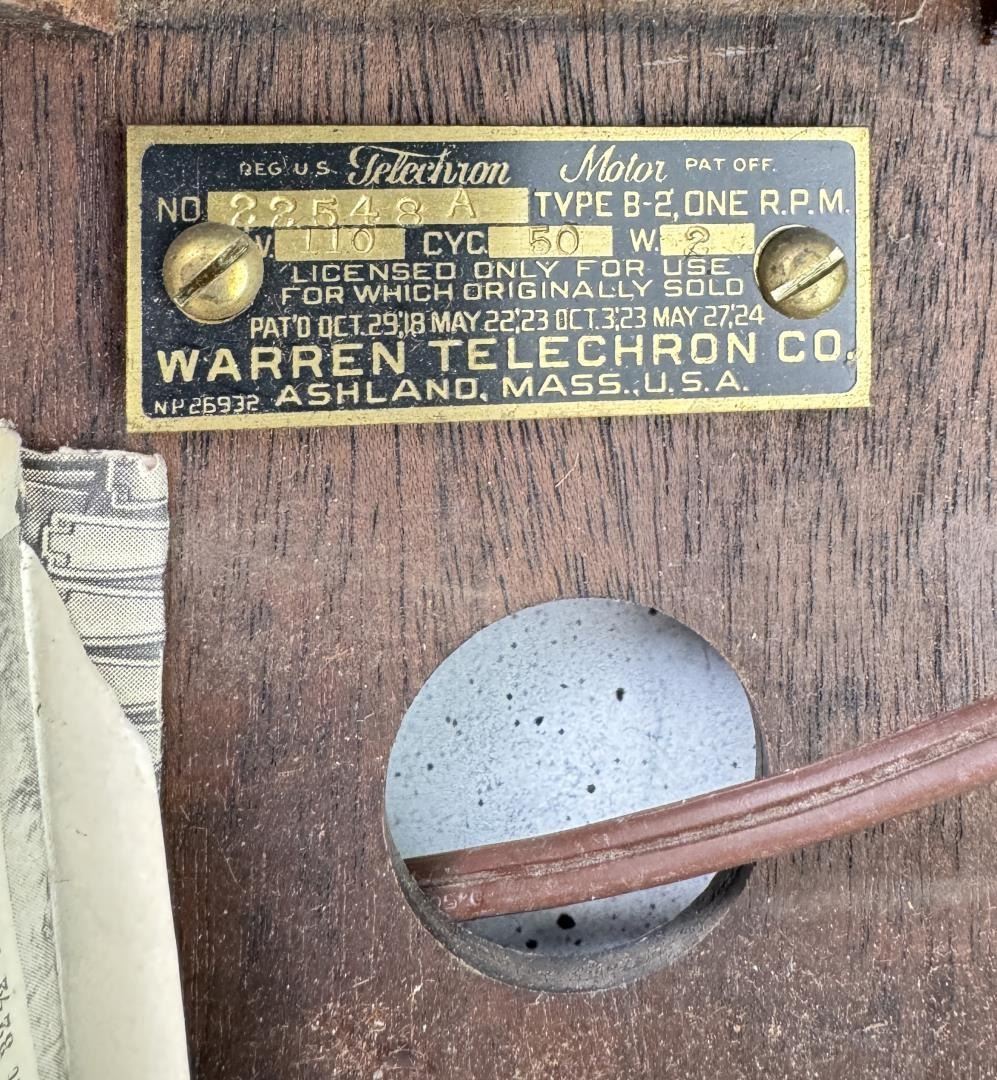 REG U.S. Telechron Motor PAT OFF.
NO. 22548 A TYPE B-2, ONE R.P.M.
V. 110 CYC. 50 W. 2
LICENSED ONLY FOR USE
FOR WHICH ORIGINALLY SOLD
PAT'D OCT.29,'18 MAY 22,'23 OCT.3,'23 MAY 27,'24
WARREN TELECHRON CO.
NP26932 ASHLAND, MASS., U.S.A.